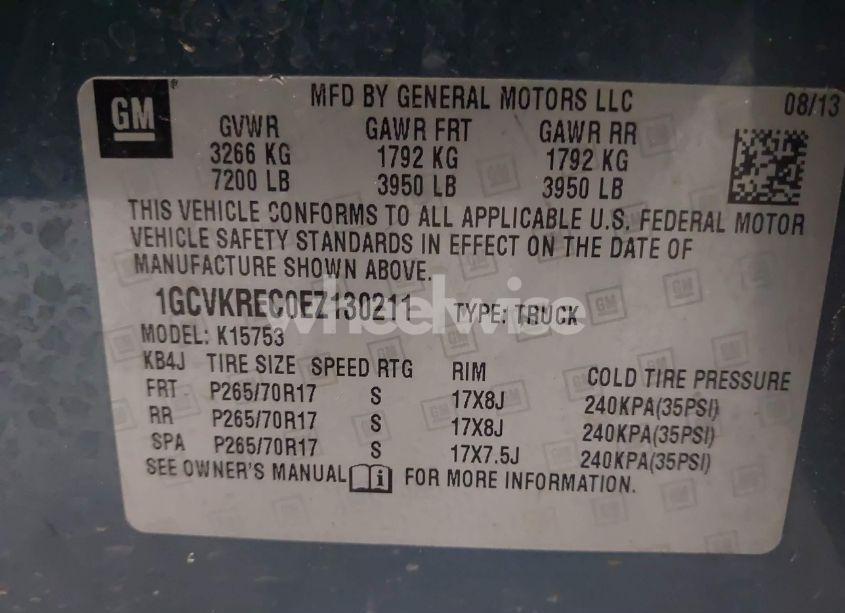 GM
MFD BY GENERAL MOTORS LLC 08/13
GVWR GAWR FRT GAWR RR
3266 KG 1792 KG 1792 KG
7200 LB 3950 LB 3950 LB
THIS VEHICLE CONFORMS TO ALL APPLICABLE U.S. FEDERAL MOTOR
VEHICLE SAFETY STANDARDS IN EFFECT ON THE DATE OF
MANUFACTURE SHOWN ABOVE.
1GCVKREC0EZ130211 TYPE: TRUCK
wheelwise
MODEL: K15753
KB4J TIRE SIZE SPEED RTG RIM COLD TIRE PRESSURE
FRT P265/70R17 S 17X8J 240KPA(35PSI)
RR P265/70R17 S 17X8J 240KPA(35PSI)
SPA P265/70R17 S 17X7.5J 240KPA(35PSI)
SEE OWNER'S MANUAL FOR MORE INFORMATION.